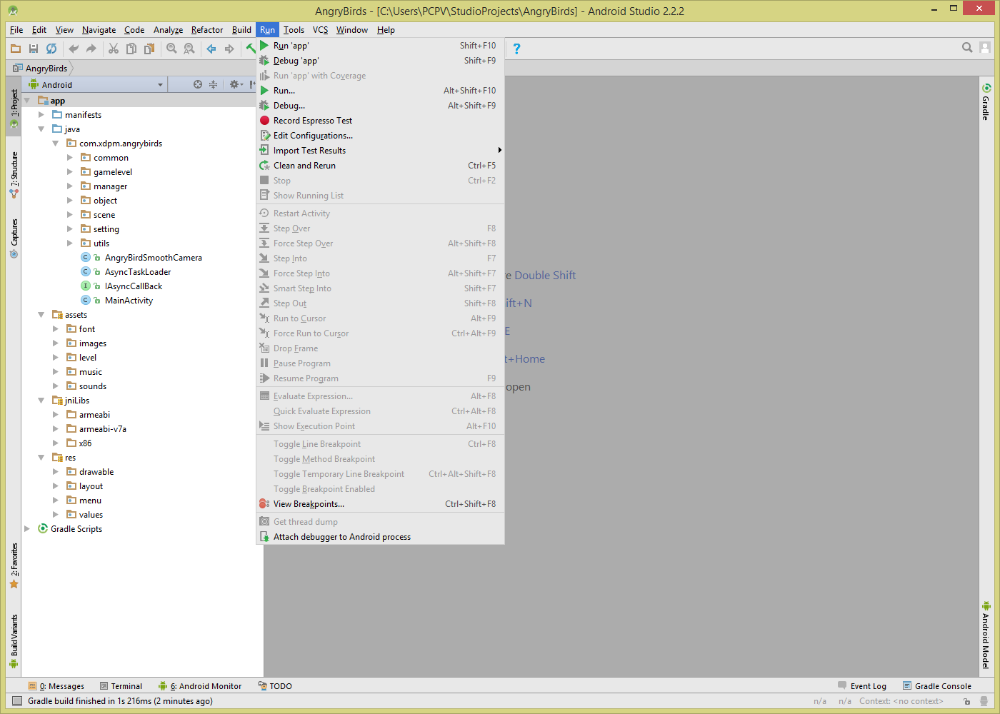 AngryBirds - [C:\Users\PCPV\StudioProjects\AngryBirds] - Android Studio 2.2.2
File Edit View Navigate Code Analyze Refactor Build Run Tools VCS Window Help
AngryBirds
Android
1: Project
7: Structure
Captures
2: Favorites
Build Variants
app
manifests
java
com.xdpm.angrybirds
common
gamelevel
manager
object
scene
setting
utils
C AngryBirdSmoothCamera
C AsyncTaskLoader
I IAsyncCallBack
C MainActivity
assets
font
images
level
music
sounds
jniLibs
armeabi
armeabi-v7a
x86
res
drawable
layout
menu
values
Gradle Scripts
Run 'app' Shift+F10
Debug 'app' Shift+F9
Run 'app' with Coverage
Run... Alt+Shift+F10
Debug... Alt+Shift+F9
Record Espresso Test
Edit Configurations...
Import Test Results
Clean and Rerun Ctrl+F5
Stop Ctrl+F2
Show Running List
Restart Activity
Step Over F8
Force Step Over Alt+Shift+F8
Step Into F7
Force Step Into Alt+Shift+F7
Smart Step Into Shift+F7
Step Out Shift+F8
Run to Cursor Alt+F9
Force Run to Cursor Ctrl+Alt+F9
Drop Frame
Pause Program
Resume Program F9
Evaluate Expression... Alt+F8
Quick Evaluate Expression Ctrl+Alt+F8
Show Execution Point Alt+F10
Toggle Line Breakpoint Ctrl+F8
Toggle Method Breakpoint
Toggle Temporary Line Breakpoint Ctrl+Alt+Shift+F8
Toggle Breakpoint Enabled
View Breakpoints... Ctrl+Shift+F8
Get thread dump
Attach debugger to Android process
re Double Shift
ift+N
E
t+Home
open
Gradle
Android Model
0: Messages Terminal 6: Android Monitor TODO Event Log Gradle Console
Gradle build finished in 1s 216ms (2 minutes ago) n/a n/a Context: <no context>